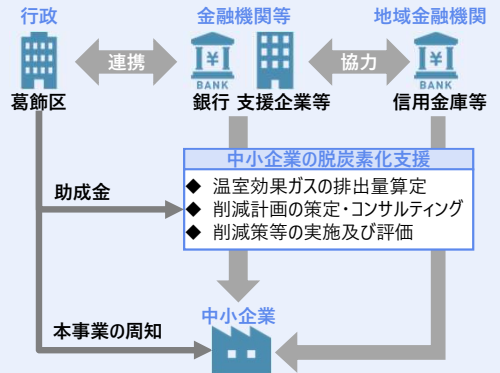 行政
金融機関等
地域金融機関
連携
¥
BANK
協力
¥
BANK
葛飾区
銀行 支援企業等
信用金庫等
中小企業の脱炭素化支援
◆ 温室効果ガスの排出量算定
◆ 削減計画の策定・コンサルティング
◆ 削減策等の実施及び評価
助成金
中小企業
本事業の周知